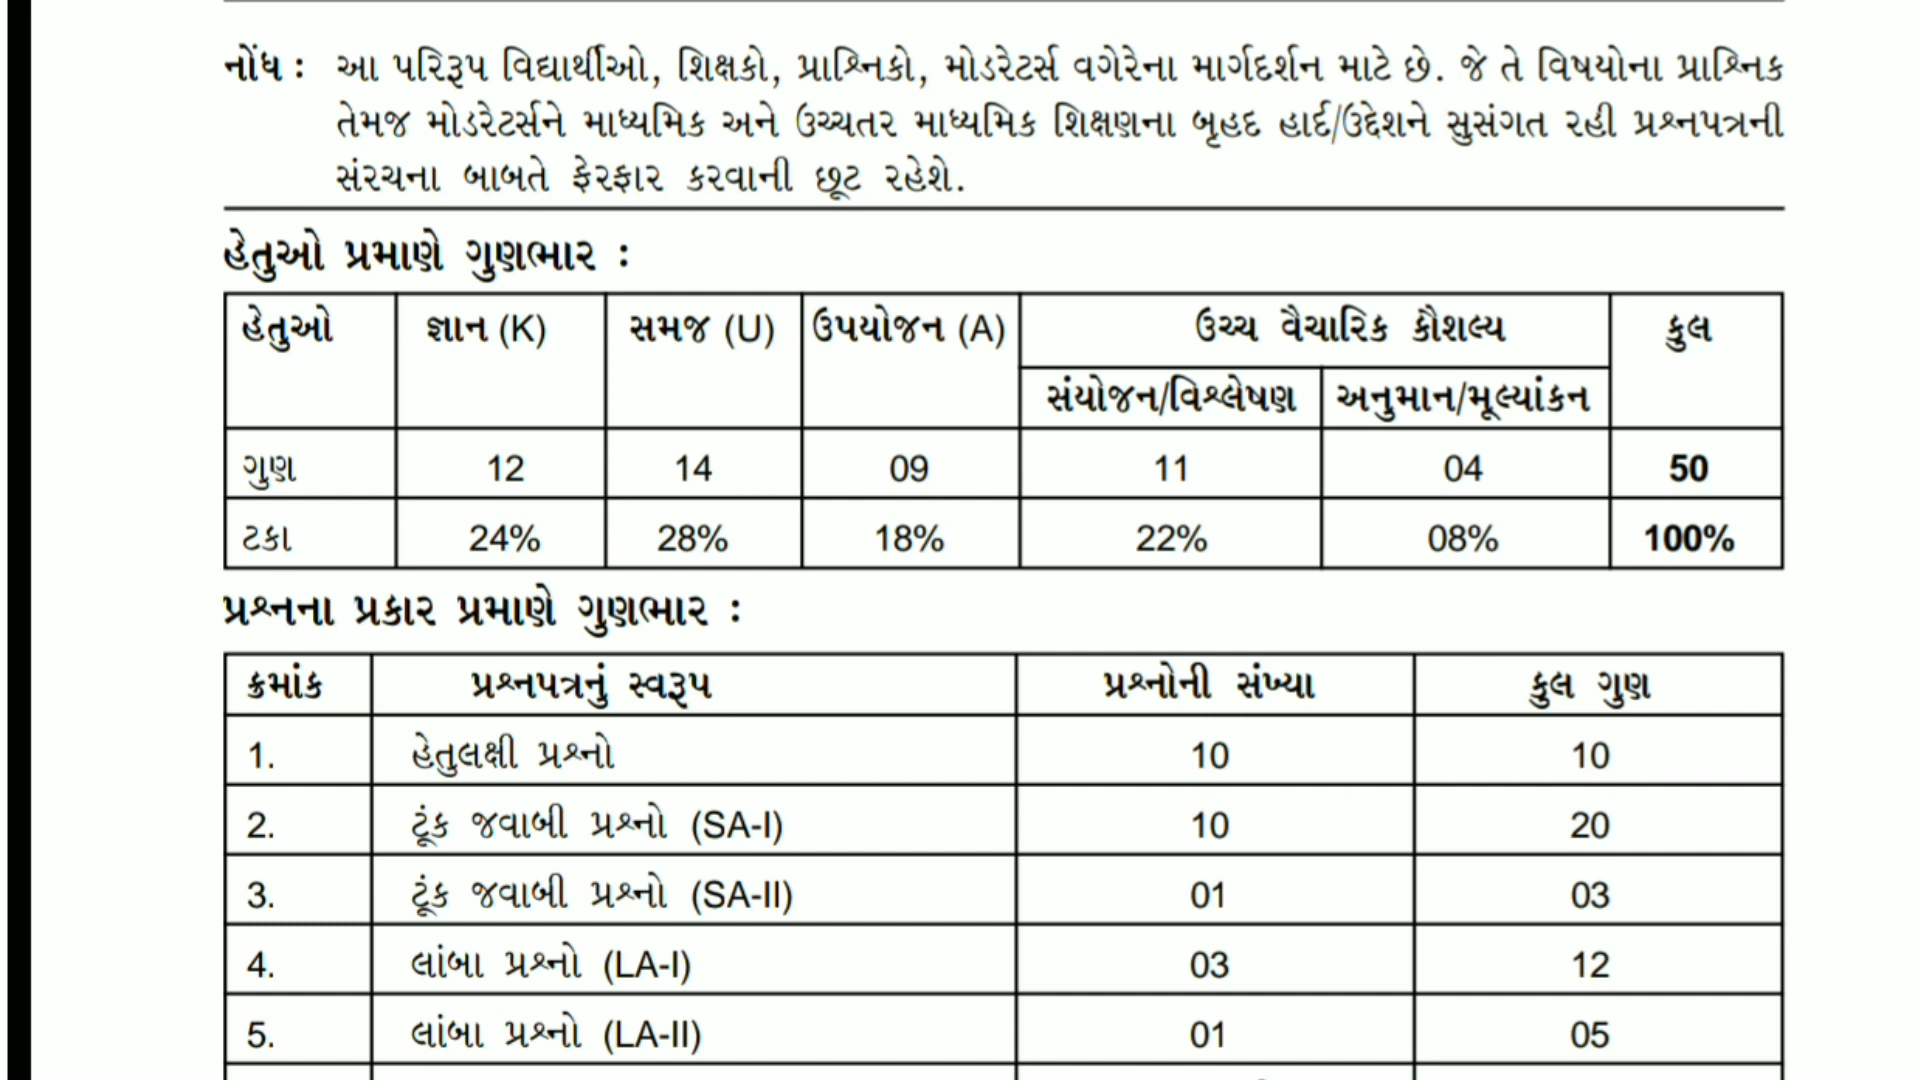 નોંધ : આ પરિરૂપ વિદ્યાર્થીઓ, શિક્ષકો, પ્રાશ્નિકો, મોડરેટર્સ વગેરેના માર્ગદર્શન માટે છે. જે તે વિષયોના પ્રાશ્નિક
તેમજ મોડરેટર્સને માધ્યમિક અને ઉચ્ચતર માધ્યમિક શિક્ષણના બૃહદ હાર્દ/ઉદ્દેશને સુસંગત રહી પ્રશ્નપત્રની
સંરચના બાબતે ફેરફાર કરવાની છૂટ રહેશે.
હેતુઓ પ્રમાણે ગુણભાર :
હેતુઓ જ્ઞાન (K) સમજ (U) ઉપયોજન (A) ઉચ્ચ વૈચારિક કૌશલ્ય કુલ
સંયોજન/વિશ્લેષણ અનુમાન/મૂલ્યાંકન
ગુણ 12 14 09 11 04 50
ટકા 24% 28% 18% 22% 08% 100%
પ્રશ્નના પ્રકાર પ્રમાણે ગુણભાર :
ક્રમાંક પ્રશ્નપત્રનું સ્વરૂપ પ્રશ્નોની સંખ્યા કુલ ગુણ
1. હેતુલક્ષી પ્રશ્નો 10 10
2. ટૂંક જવાબી પ્રશ્નો (SA-I) 10 20
3. ટૂંક જવાબી પ્રશ્નો (SA-II) 01 03
4. લાંબા પ્રશ્નો (LA-I) 03 12
5. લાંબા પ્રશ્નો (LA-II) 01 05